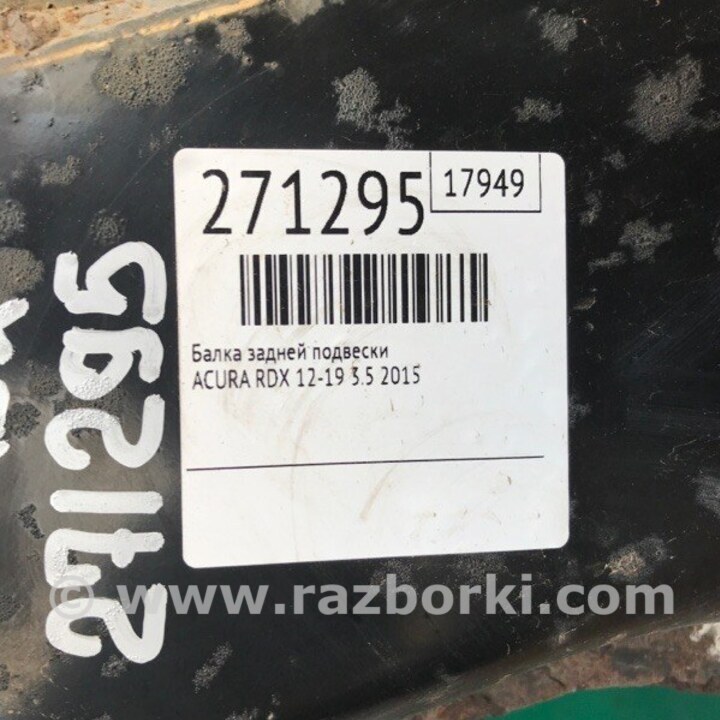 271295
17949
Балка задней подвески
ACURA RDX 12-19 3.5 2015
271295
© www.razborki.com